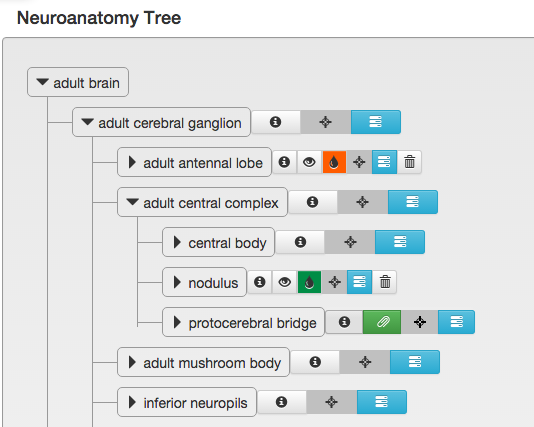 Neuroanatomy Tree
adult brain
adult cerebral ganglion
adult antennal lobe
adult central complex
central body
nodulus
protocerebral bridge
adult mushroom body
inferior neuropils